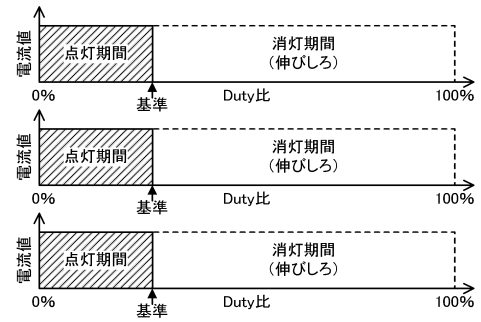 電流値
点灯期間
消灯期間
(伸びしろ)
0%
基準
Duty比
100%
電流値
点灯期間
消灯期間
(伸びしろ)
0%
基準
Duty比
100%
電流値
点灯期間
消灯期間
(伸びしろ)
0%
基準
Duty比
100%